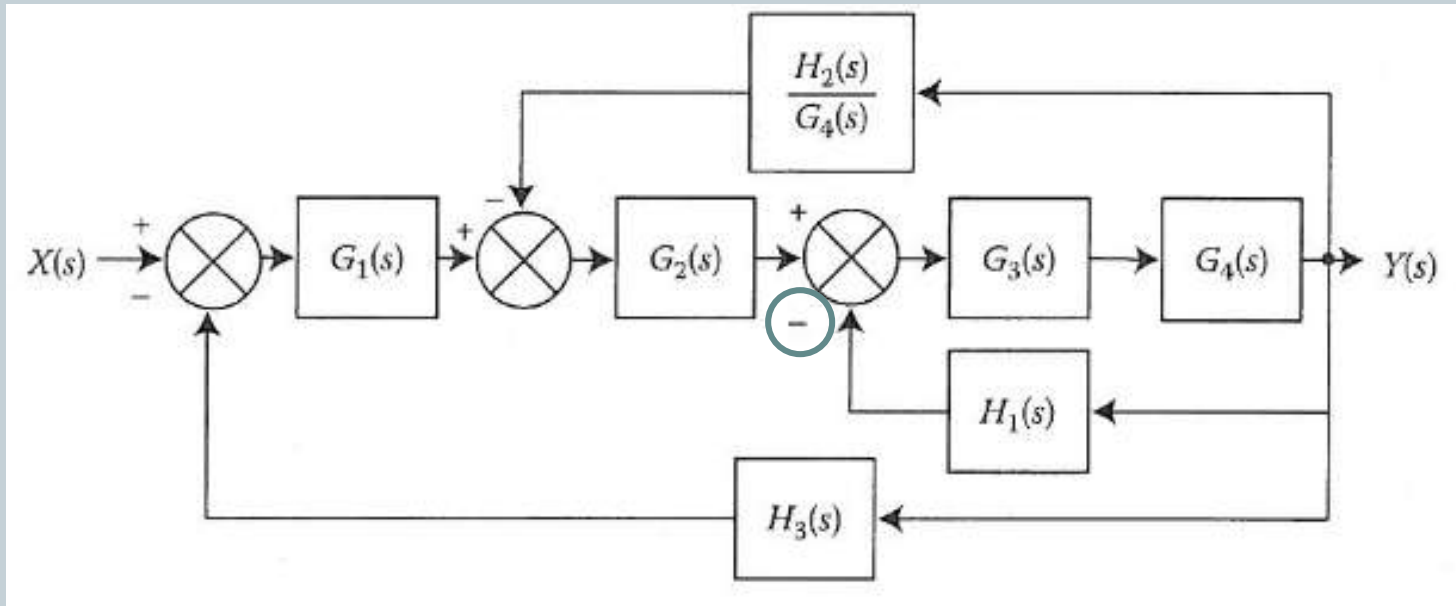 H₂(s)
G₄(s)
X(s)
+
−
G₁(s)
+
−
G₂(s)
+
−
G₃(s)
G₄(s)
Y(s)
H₁(s)
H₃(s)